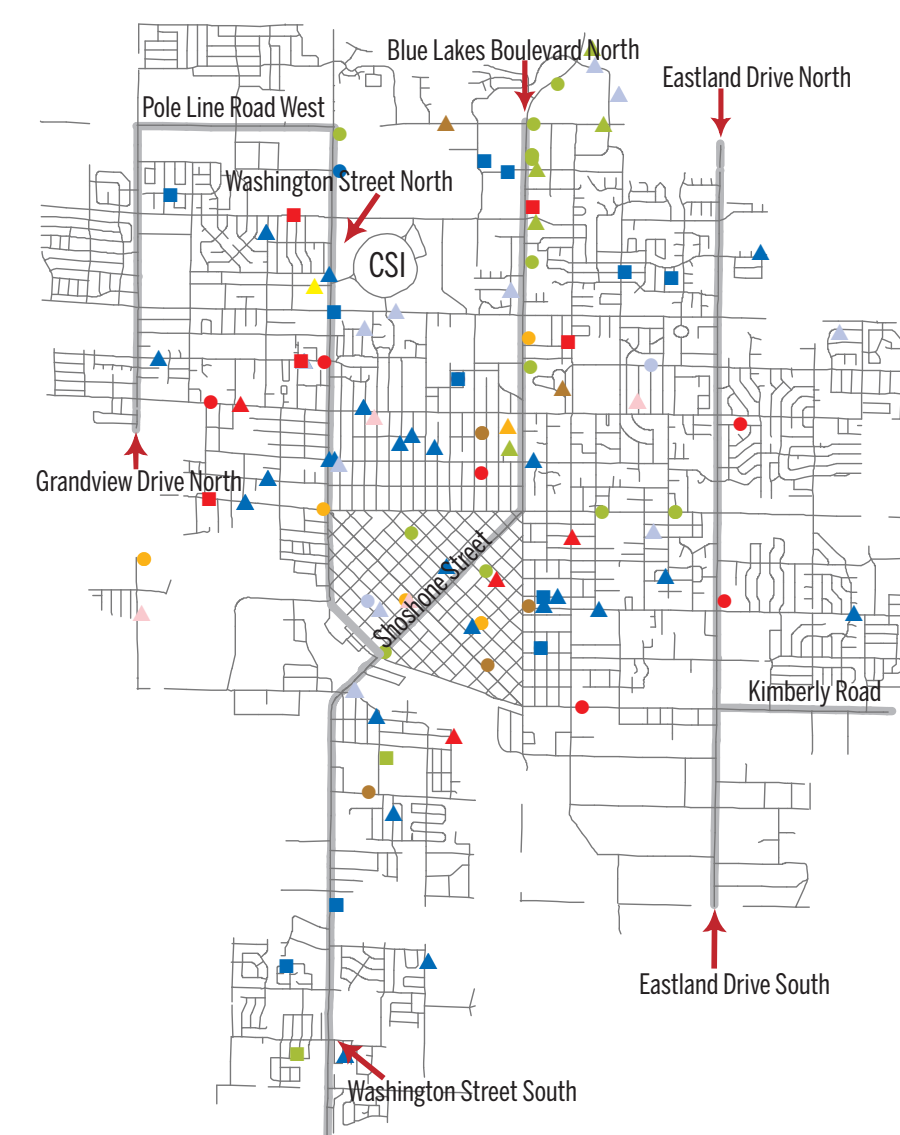 Blue Lakes Boulevard North
Eastland Drive North
Pole Line Road West
Washington Street North
CSI
Grandview Drive North
Shoshone Street
Kimberly Road
Eastland Drive South
Washington Street South